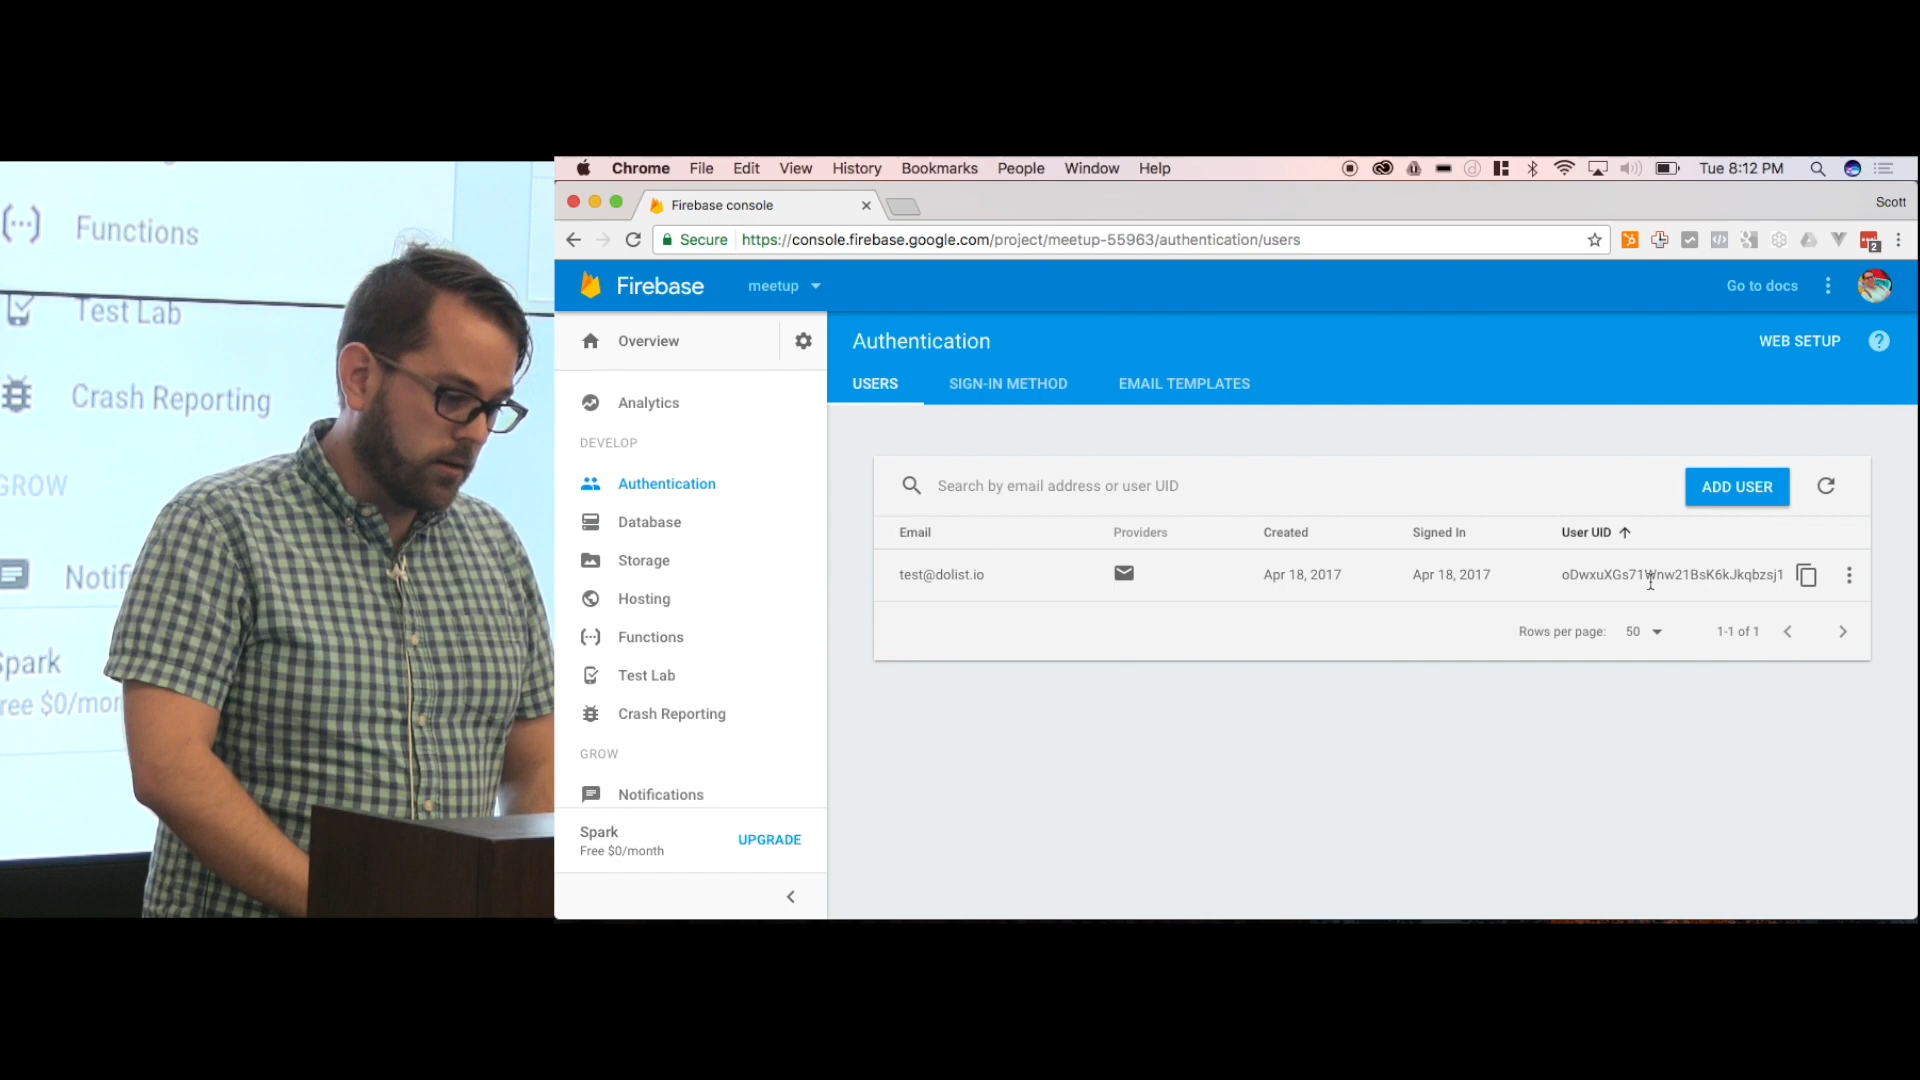 Functions
Test Lab
Crash Reporting
GROW
Notif
Spark
ree $0/mon
Chrome File Edit View History Bookmarks People Window Help Tue 8:12 PM
Firebase console Scott
Secure https://console.firebase.google.com/project/meetup-55963/authentication/users 2
Firebase meetup Go to docs
Overview
Authentication WEB SETUP ?
USERS SIGN-IN METHOD EMAIL TEMPLATES
Analytics
DEVELOP
Authentication
Database
Storage
Hosting
Functions
Test Lab
Crash Reporting
GROW
Notifications
Spark
Free $0/month
UPGRADE
Search by email address or user UID ADD USER
Email Providers Created Signed In User UID
test@dolist.io Apr 18, 2017 Apr 18, 2017 oDwxuXGs71Wnw21BsK6kJkqbzsj1
Rows per page: 50 1-1 of 1